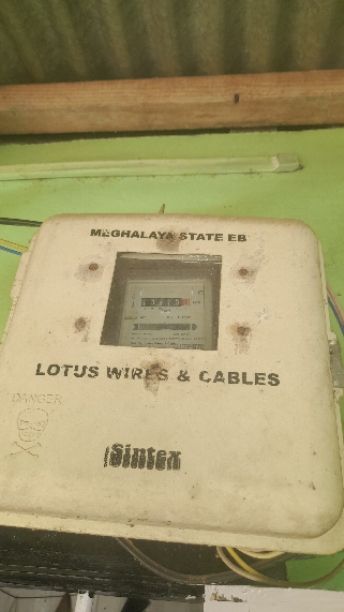 MEGHALAYA STATE EB
LOTUS WIRES & CABLES
DANGER
Sintex